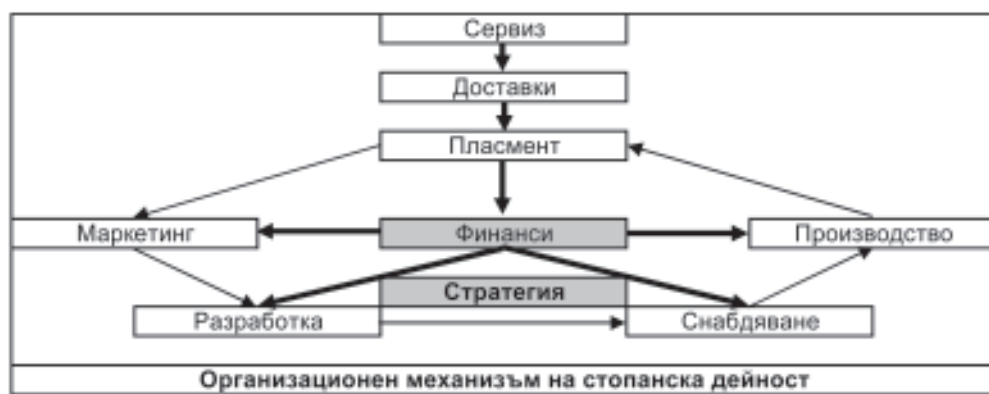 Сервиз
Доставки
Пласмент
Маркетинг
Финанси
Производство
Стратегия
Разработка
Снабдяване
Организационен механизъм на стопанска дейност